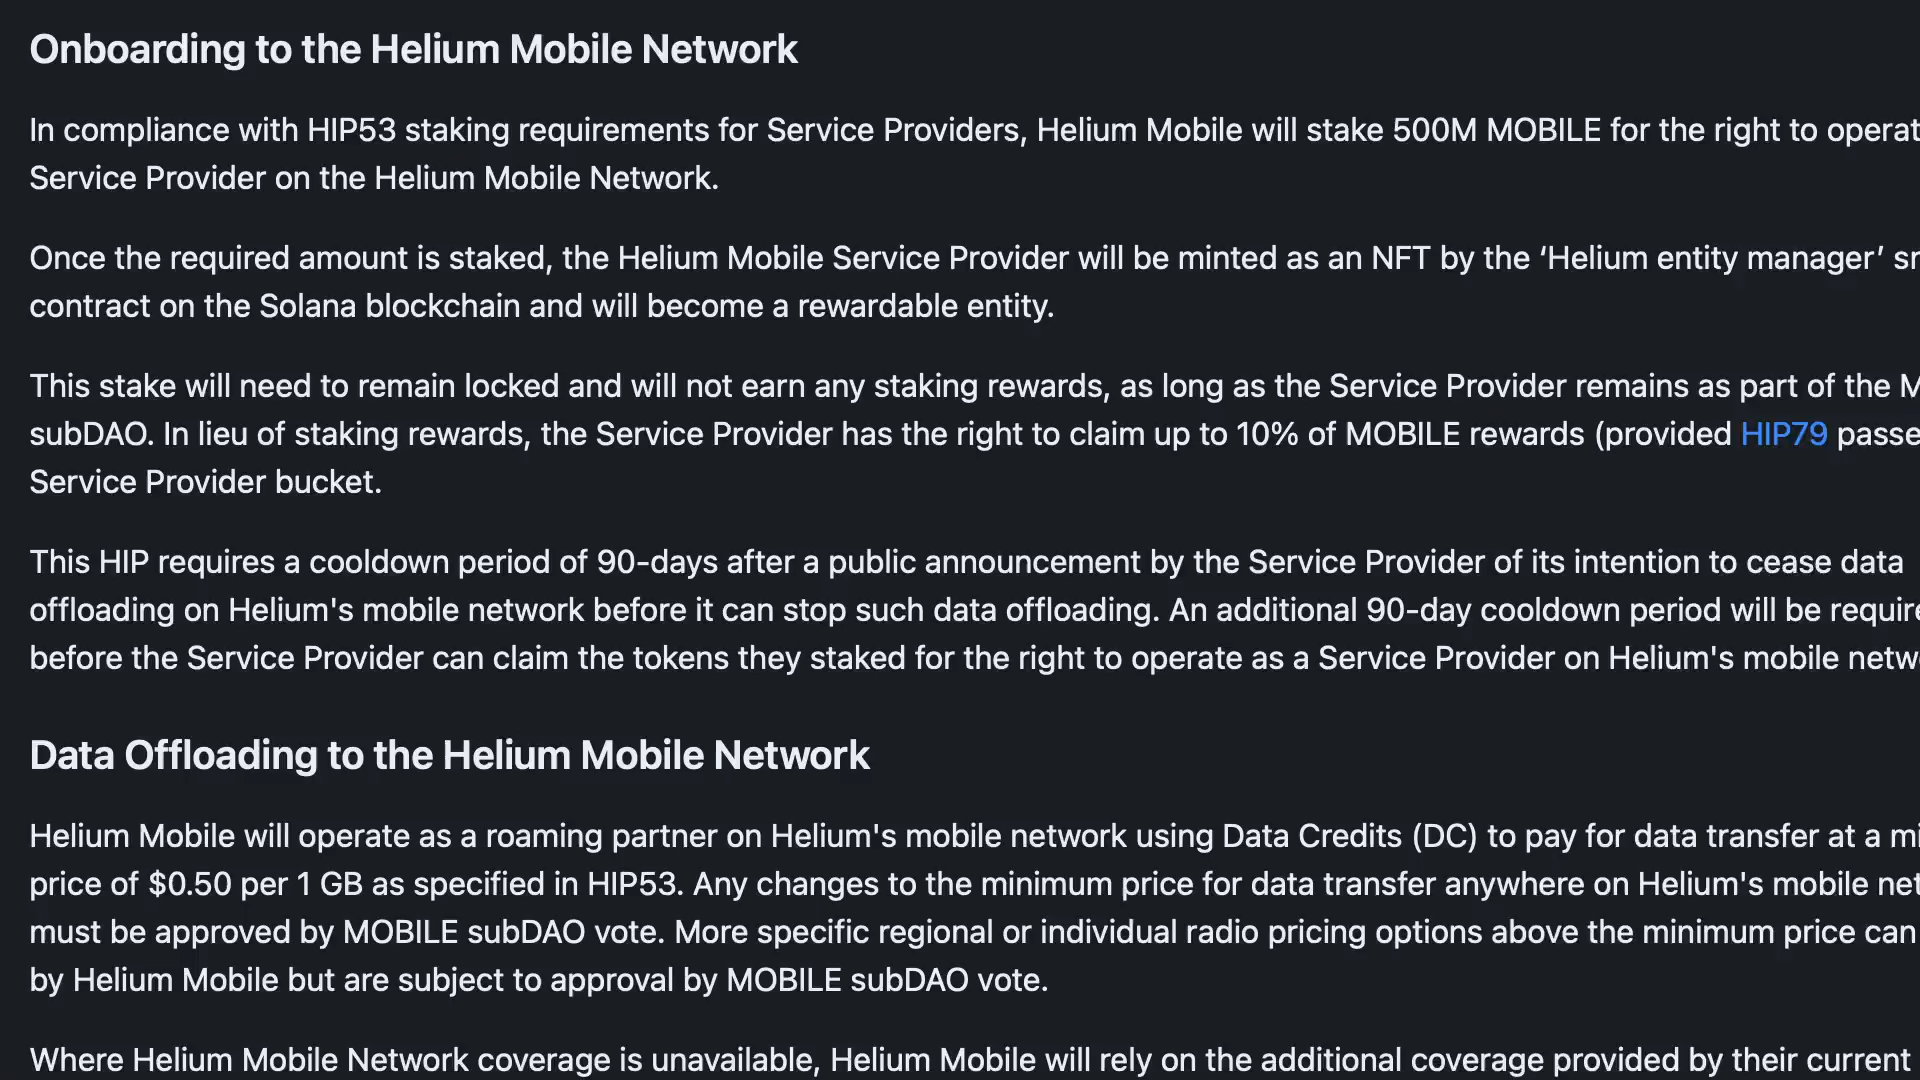 Onboarding to the Helium Mobile Network
In compliance with HIP53 staking requirements for Service Providers, Helium Mobile will stake 500M MOBILE for the right to operat
Service Provider on the Helium Mobile Network.
Once the required amount is staked, the Helium Mobile Service Provider will be minted as an NFT by the ‘Helium entity manager’
contract on the Solana blockchain and will become a rewardable entity.
This stake will need to remain locked and will not earn any staking rewards, as long as the Service Provider remains as part of the M
subDAO. In lieu of staking rewards, the Service Provider has the right to claim up to 10% of MOBILE rewards (provided HIP79 passe
Service Provider bucket.
This HIP requires a cooldown period of 90-days after a public announcement by the Service Provider of its intention to cease data
offloading on Helium's mobile network before it can stop such data offloading. An additional 90-day cooldown period will be require
before the Service Provider can claim the tokens they staked for the right to operate as a Service Provider on Helium's mobile netw
Data Offloading to the Helium Mobile Network
Helium Mobile will operate as a roaming partner on Helium's mobile network using Data Credits (DC) to pay for data transfer at a mi
price of $0.50 per 1 GB as specified in HIP53. Any changes to the minimum price for data transfer anywhere on Helium's mobile net
must be approved by MOBILE subDAO vote. More specific regional or individual radio pricing options above the minimum price can
by Helium Mobile but are subject to approval by MOBILE subDAO vote.
Where Helium Mobile Network coverage is unavailable, Helium Mobile will rely on the additional coverage provided by their current